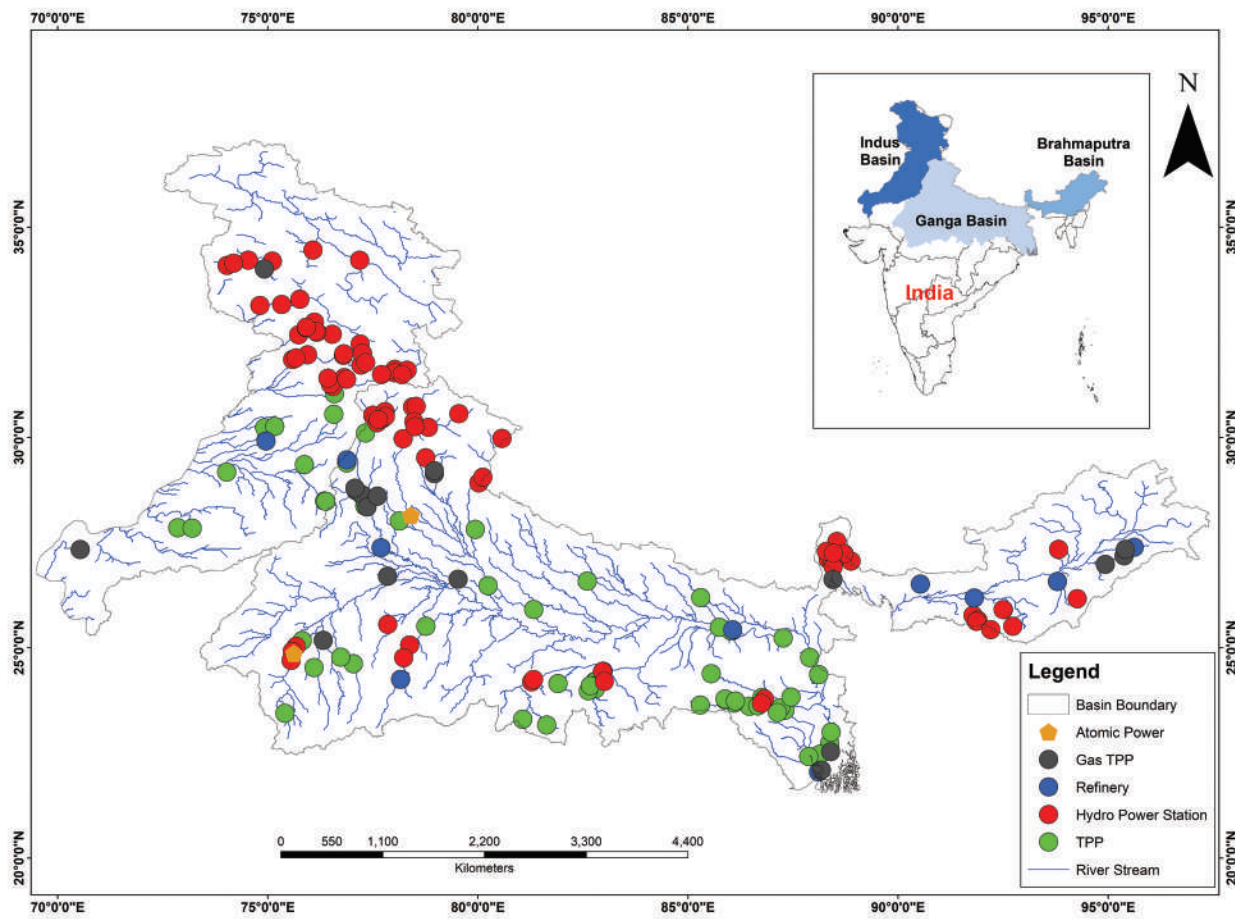 70°0'0"E 75°0'0"E 80°0'0"E 85°0'0"E 90°0'0"E 95°0'0"E
N
Indus
Basin
Brahmaputra
Basin
Ganga Basin
India
35°0'0"N
30°0'0"N
25°0'0"N
20°0'0"N
35°0'0"N
30°0'0"N
25°0'0"N
20°0'0"N
Legend
Basin Boundary
Atomic Power
Gas TPP
Refinery
Hydro Power Station
TPP
River Stream
0 550 1,100 2,200 3,300 4,400
Kilometers
70°0'0"E 75°0'0"E 80°0'0"E 85°0'0"E 90°0'0"E 95°0'0"E